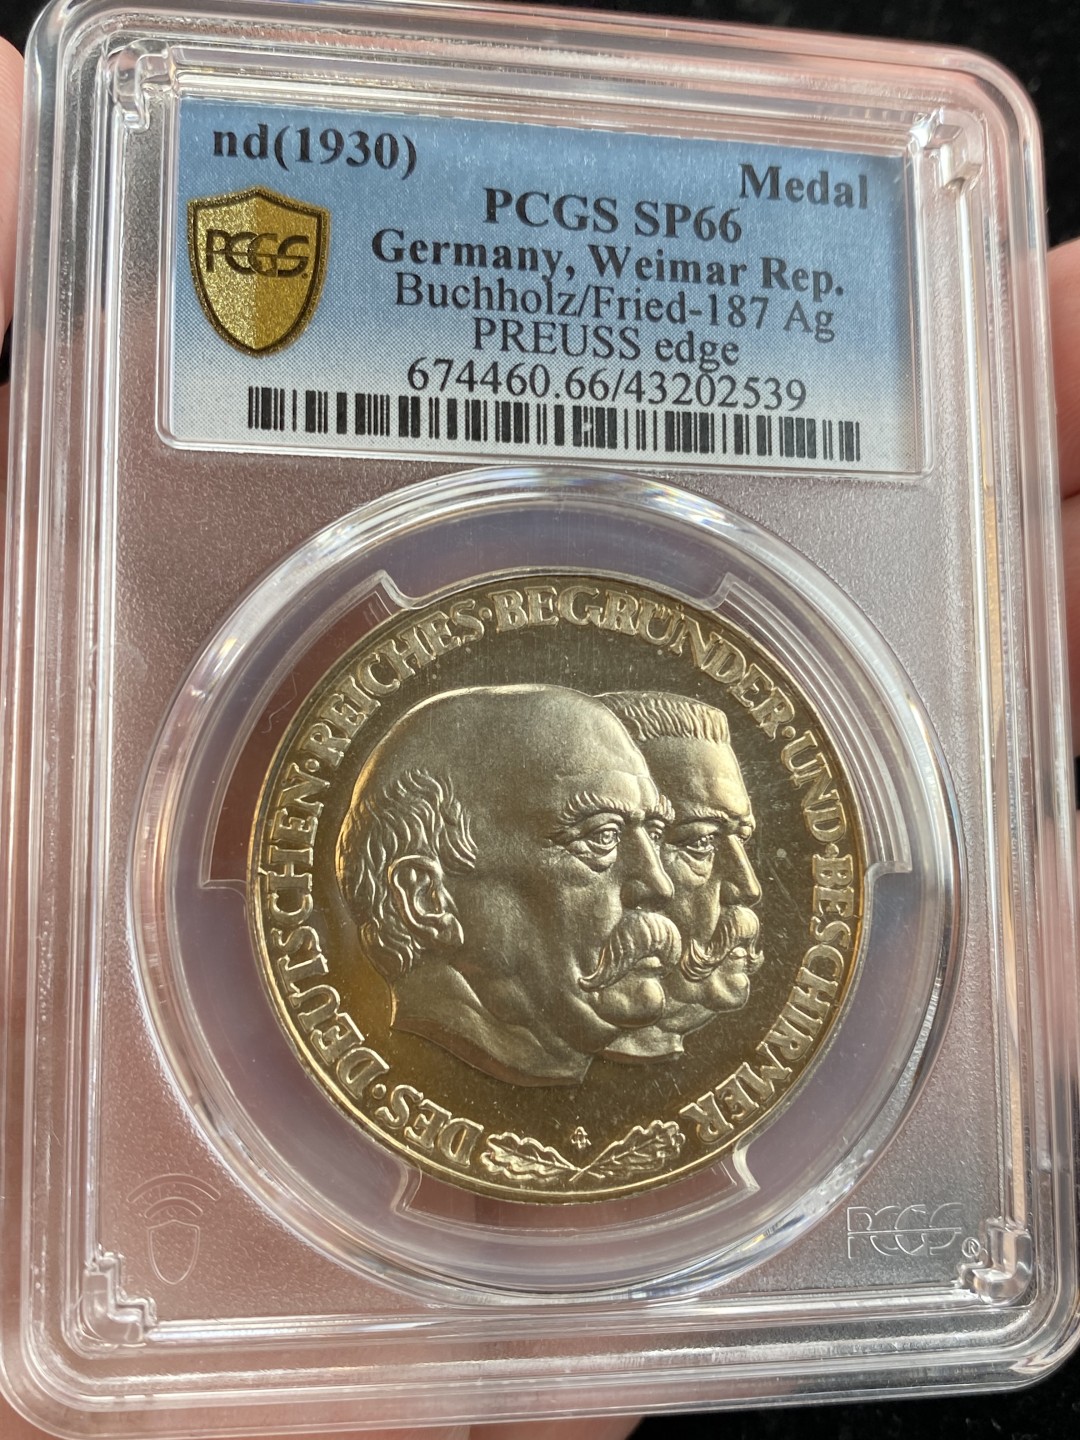 nd(1930)
Medal
PCGS SP66
Germany, Weimar Rep.
Buchholz/Fried-187 Ag
PREUSS edge
674460.66/43202539
PCGS
DES·DEUTSCHEN·REICHES·BEGRÜNDER·UND·BESCHIRMER
PCGS®